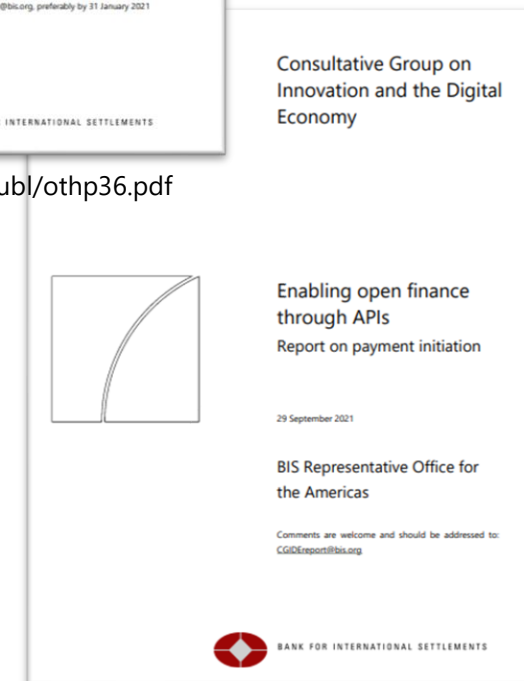 @bis.org, preferably by 31 January 2021
INTERNATIONAL SETTLEMENTS
ubl/othp36.pdf
Consultative Group on
Innovation and the Digital
Economy
Enabling open finance
through APIs
Report on payment initiation
29 September 2021
BIS Representative Office for
the Americas
Comments are welcome and should be addressed to:
CGIDEreport@bis.org
BANK FOR INTERNATIONAL SETTLEMENTS